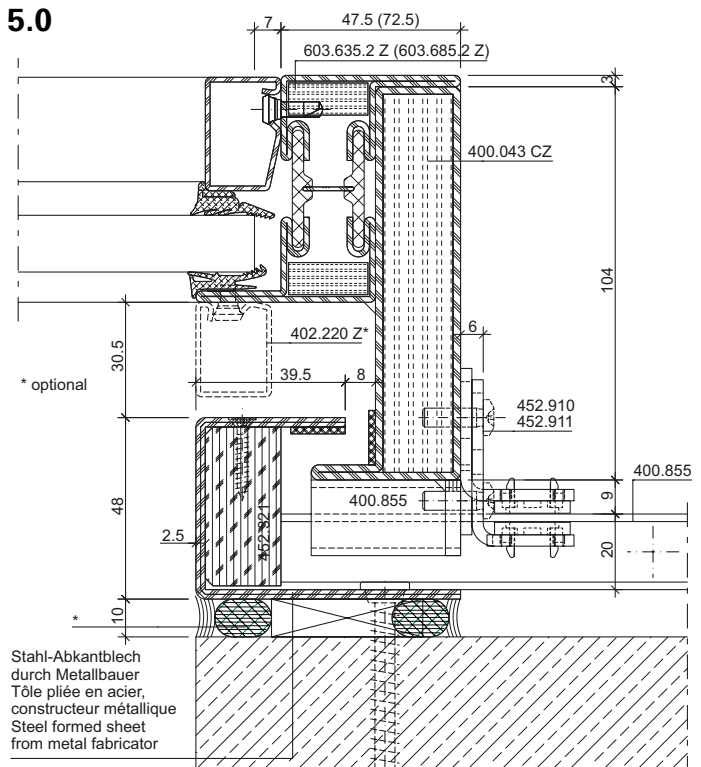 5.0
47.5 (72.5)
7
603.635.2 Z (603.685.2 Z)
3
400.043 CZ
104
402.220 Z*
6
30.5
39.5
8
* optional
452.910
452.911
400.855
400.855
9
48
452.321
2.5
20
10
*
Stahl-Abkantblech
durch Metallbauer
Tôle pliée en acier,
constructeur métallique
Steel formed sheet
from metal fabricator